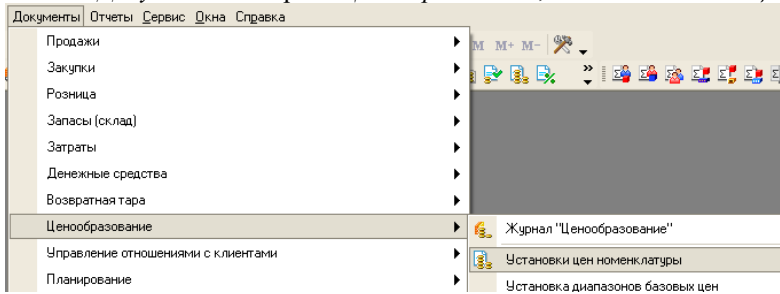 Документы Отчеты Сервис Окна Справка
M M+ M-
Продажи
Закупки
Розница
Запасы (склад)
Затраты
Денежные средства
Возвратная тара
Ценообразование
Журнал "Ценообразование"
Управление отношениями с клиентами
Установки цен номенклатуры
Планирование
Установка диапазонов базовых цен